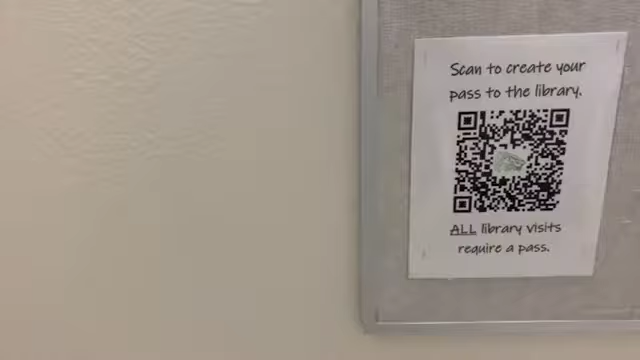 Scan to create your
pass to the library.
ALL library visits
require a pass.